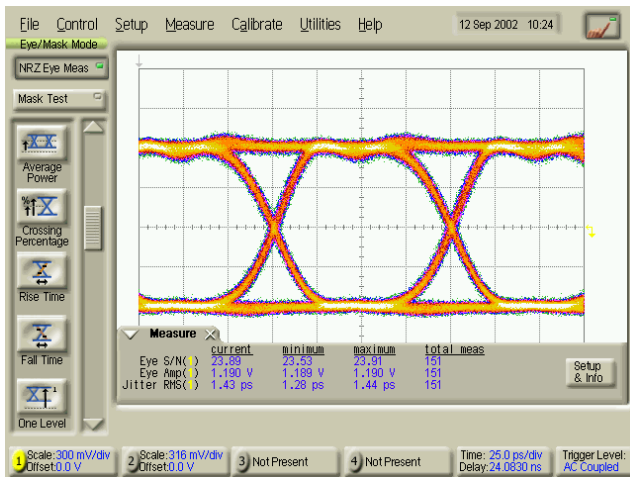 File Control Setup Measure Calibrate Utilities Help 12 Sep 2002 10:24
Eye/Mask Mode
NRZ Eye Meas
Mask Test
Average
Power
%
Crossing
Percentage
Rise Time
Fall Time
1
One Level
Measure
current minimum maximum total meas
Eye S/N(1) 23.89 23.53 23.91 151
Eye Amp(1) 1.190 V 1.189 V 1.190 V 151
Jitter RMS(1) 1.43 ps 1.28 ps 1.44 ps 151
Setup
& Info
1 Scale:300 mV/div
Offset:0.0 V
2 Scale:316 mV/div
Offset:0.0 V
3 Not Present
4 Not Present
Time: 25.0 ps/div
Delay:24.0830 ns
Trigger Level:
AC Coupled